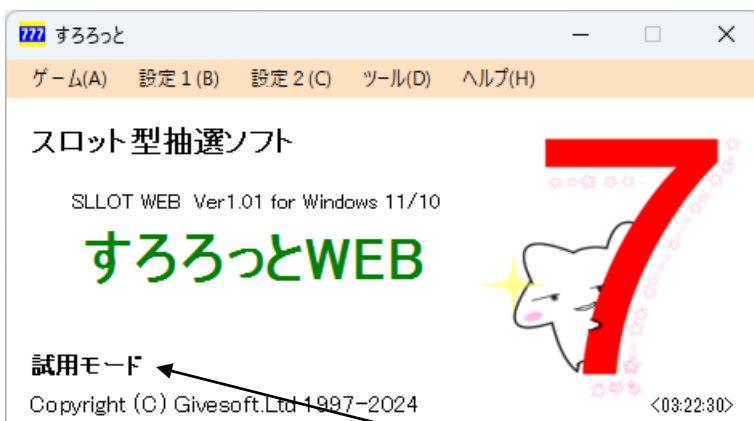 777 すろろっと
ゲーム(A) 設定１(B) 設定２(C) ツール(D) ヘルプ(H)
スロット型抽選ソフト
SLLOT WEB Ver1.01 for Windows 11/10
すろろっとWEB
7
試用モード
Copyright (C) Givesoft.Ltd 1997-2024 <03:22:30>